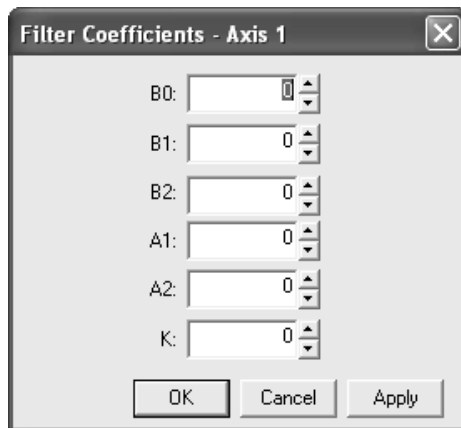 Filter Coefficients - Axis 1
B0: 0
B1: 0
B2: 0
A1: 0
A2: 0
K: 0
OK Cancel Apply